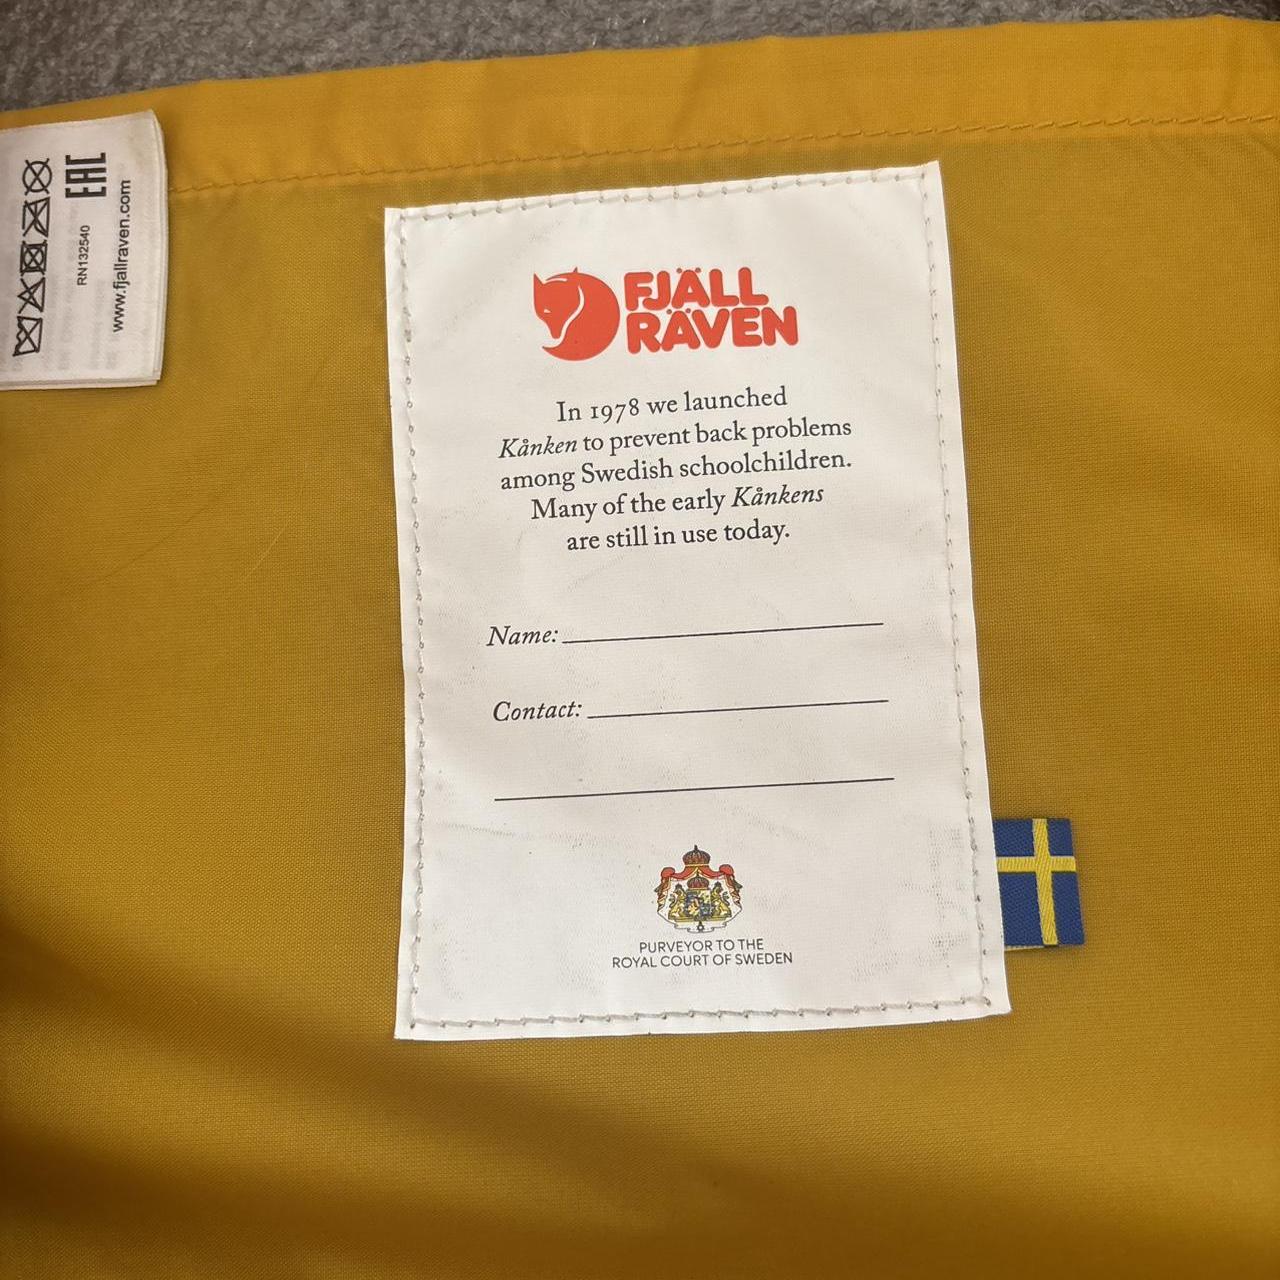 EAC
RN132540
www.fjallraven.com
FJÄLL
RÄVEN
In 1978 we launched
Kånken to prevent back problems
among Swedish schoolchildren.
Many of the early Kånkens
are still in use today.
Name:
Contact:
PURVEYOR TO THE
ROYAL COURT OF SWEDEN